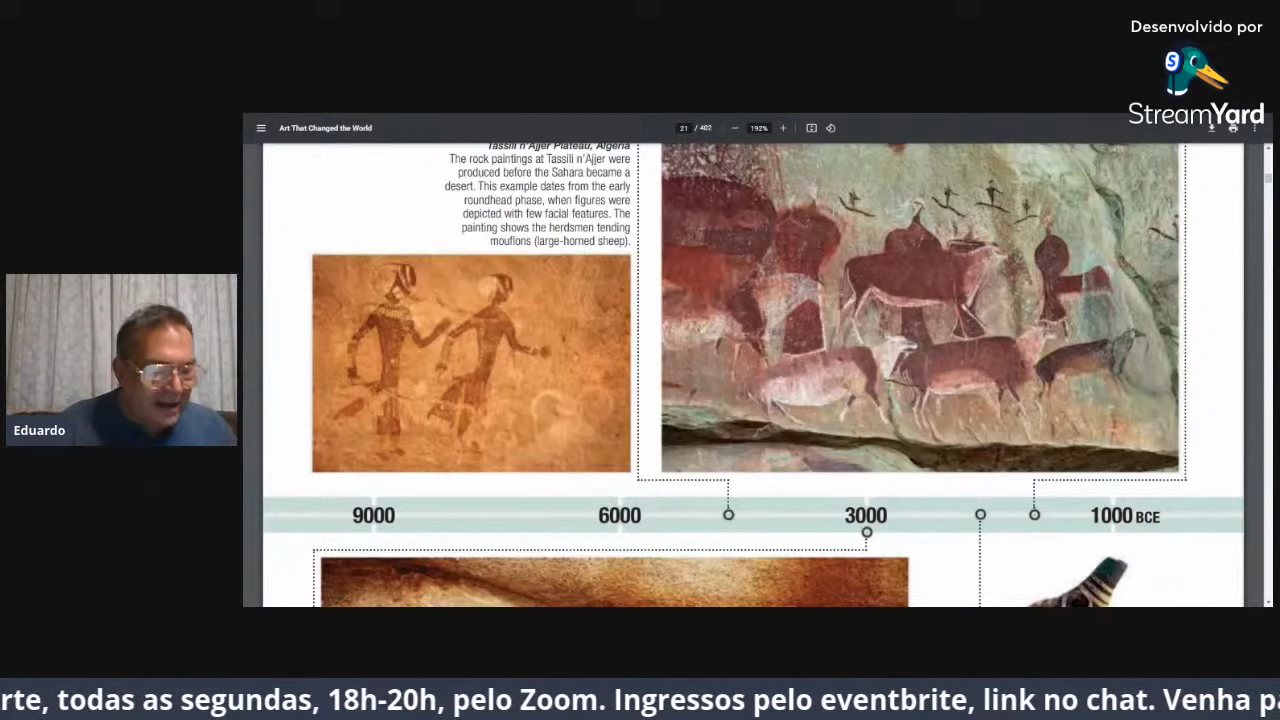 Desenvolvido por
StreamYard
Art That Changed the World
21 / 402
192%
Tassili n'Ajjer Plateau, Algeria
The rock paintings at Tassili n'Ajjer were
produced before the Sahara became a
desert. This example dates from the early
roundhead phase, when figures were
depicted with few facial features. The
painting shows the herdsmen tending
mouflons (large-horned sheep).
Eduardo
9000
6000
3000
1000 BCE
rte, todas as segundas, 18h-20h, pelo Zoom. Ingressos pelo eventbrite, link no chat. Venha pa